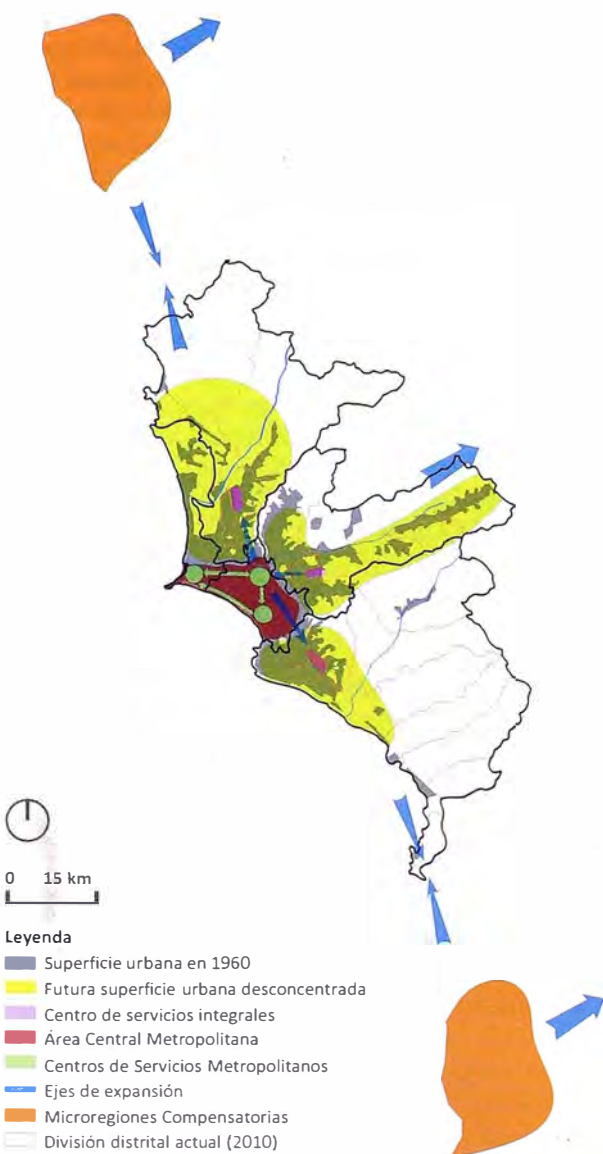 0 15 km
Leyenda
Superficie urbana en 1960
Futura superficie urbana desconcentrada
Centro de servicios integrales
Área Central Metropolitana
Centros de Servicios Metropolitanos
Ejes de expansión
Microregiones Compensatorias
División distrital actual (2010)